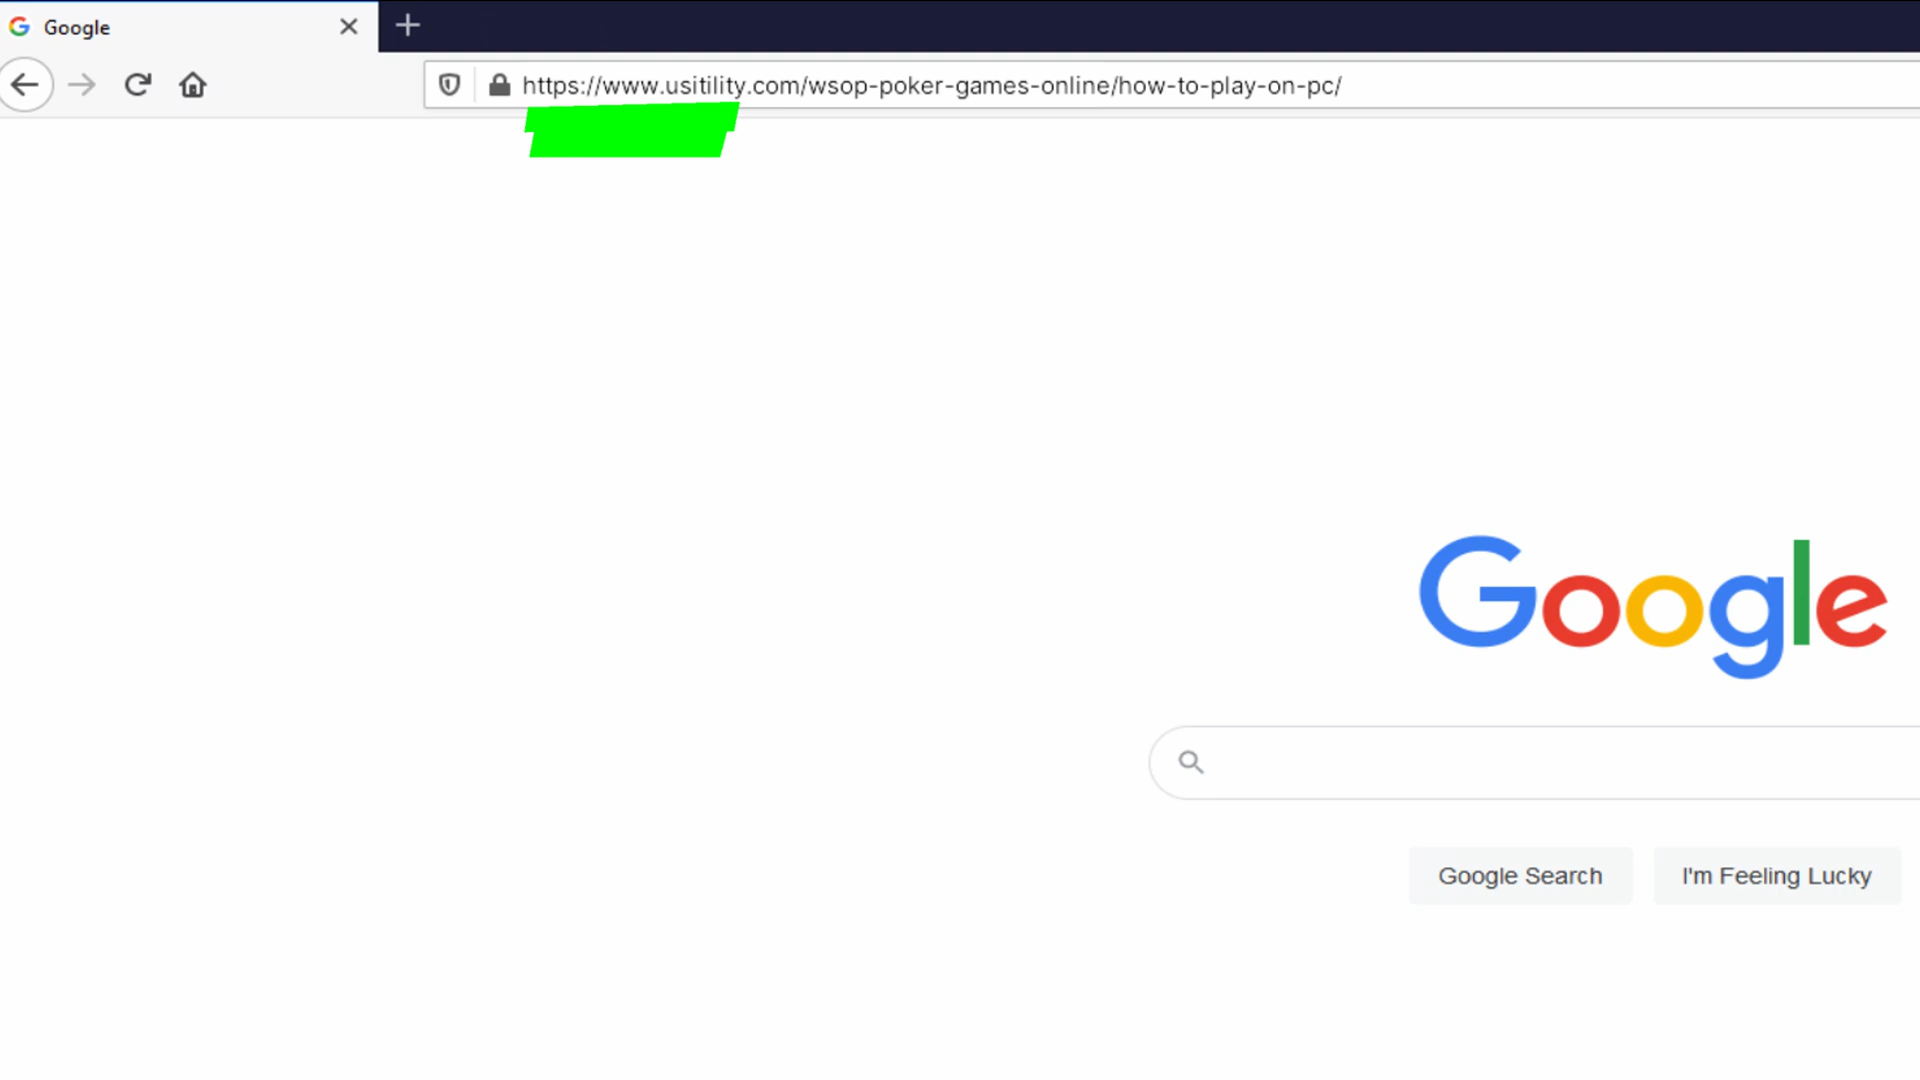 Google
https://www.usitility.com/wsop-poker-games-online/how-to-play-on-pc/
Google
Google Search
I'm Feeling Lucky